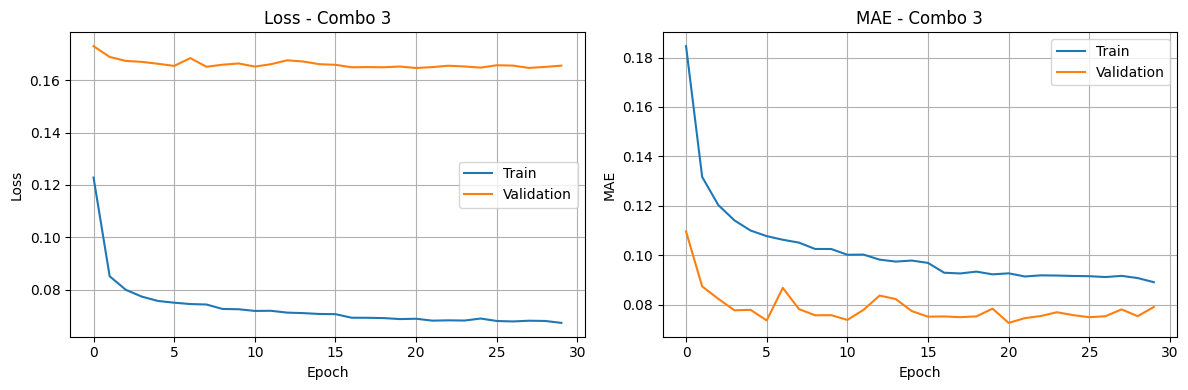 Loss - Combo 3
Loss
0.16
0.14
0.12
0.10
0.08
Train
Validation
0 5 10 15 20 25 30
Epoch
MAE - Combo 3
MAE
0.18
0.16
0.14
0.12
0.10
0.08
Train
Validation
0 5 10 15 20 25 30
Epoch